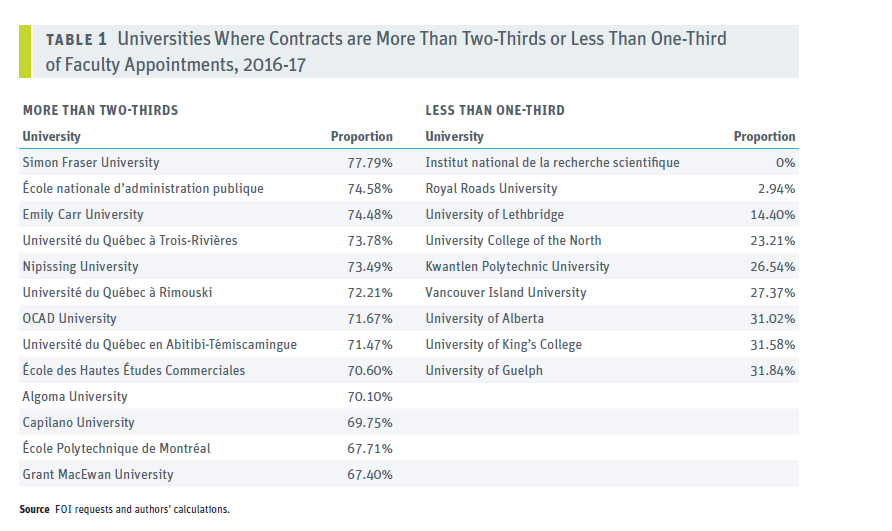 TABLE 1 Universities Where Contracts are More Than Two-Thirds or Less Than One-Third
of Faculty Appointments, 2016-17
MORE THAN TWO-THIRDS LESS THAN ONE-THIRD
University Proportion University Proportion
Simon Fraser University 77.79% Institut national de la recherche scientifique 0%
École nationale d'administration publique 74.58% Royal Roads University 2.94%
Emily Carr University 74.48% University of Lethbridge 14.40%
Université du Québec à Trois-Rivières 73.78% University College of the North 23.21%
Nipissing University 73.49% Kwantlen Polytechnic University 26.54%
Université du Québec à Rimouski 72.21% Vancouver Island University 27.37%
OCAD University 71.67% University of Alberta 31.02%
Université du Québec en Abitibi-Témiscamingue 71.47% University of King's College 31.58%
École des Hautes Études Commerciales 70.60% University of Guelph 31.84%
Algoma University 70.10%
Capilano University 69.75%
École Polytechnique de Montréal 67.71%
Grant MacEwan University 67.40%
Source FOI requests and authors' calculations.